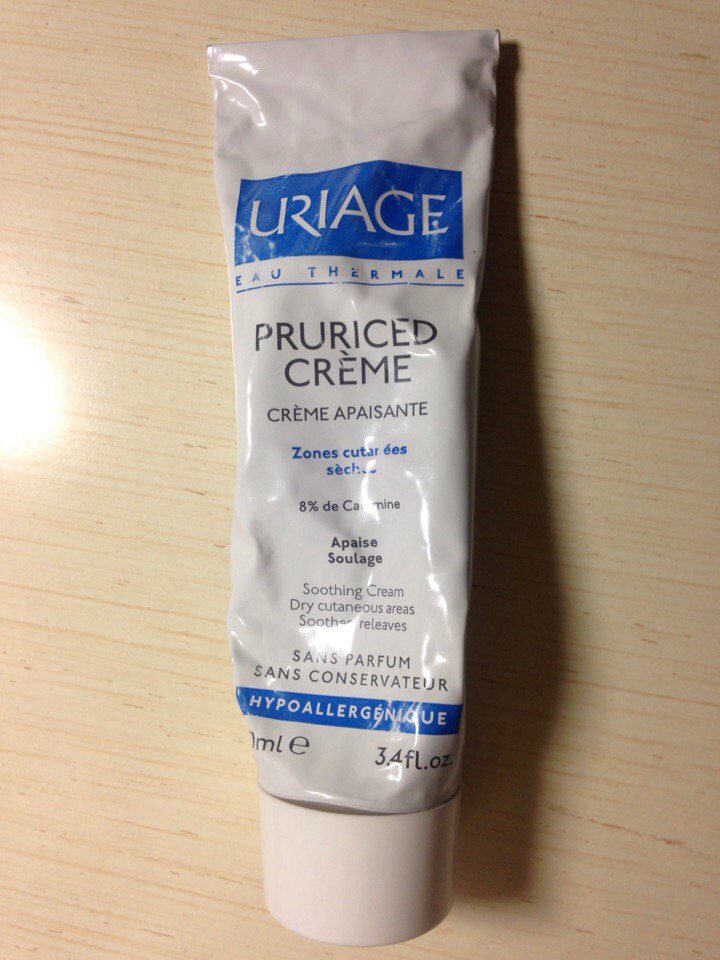 URIAGE
EAU THERMALE
PRURICED
CRÈME
CRÈME APAISANTE
Zones cutanées
sèches
8% de Calamine
Apaise
Soulage
Soothing Cream
Dry cutaneous areas
Soothes releaves
SANS PARFUM
SANS CONSERVATEUR
HYPOALLERGÉNIQUE
ml e 3.4fl.oz.